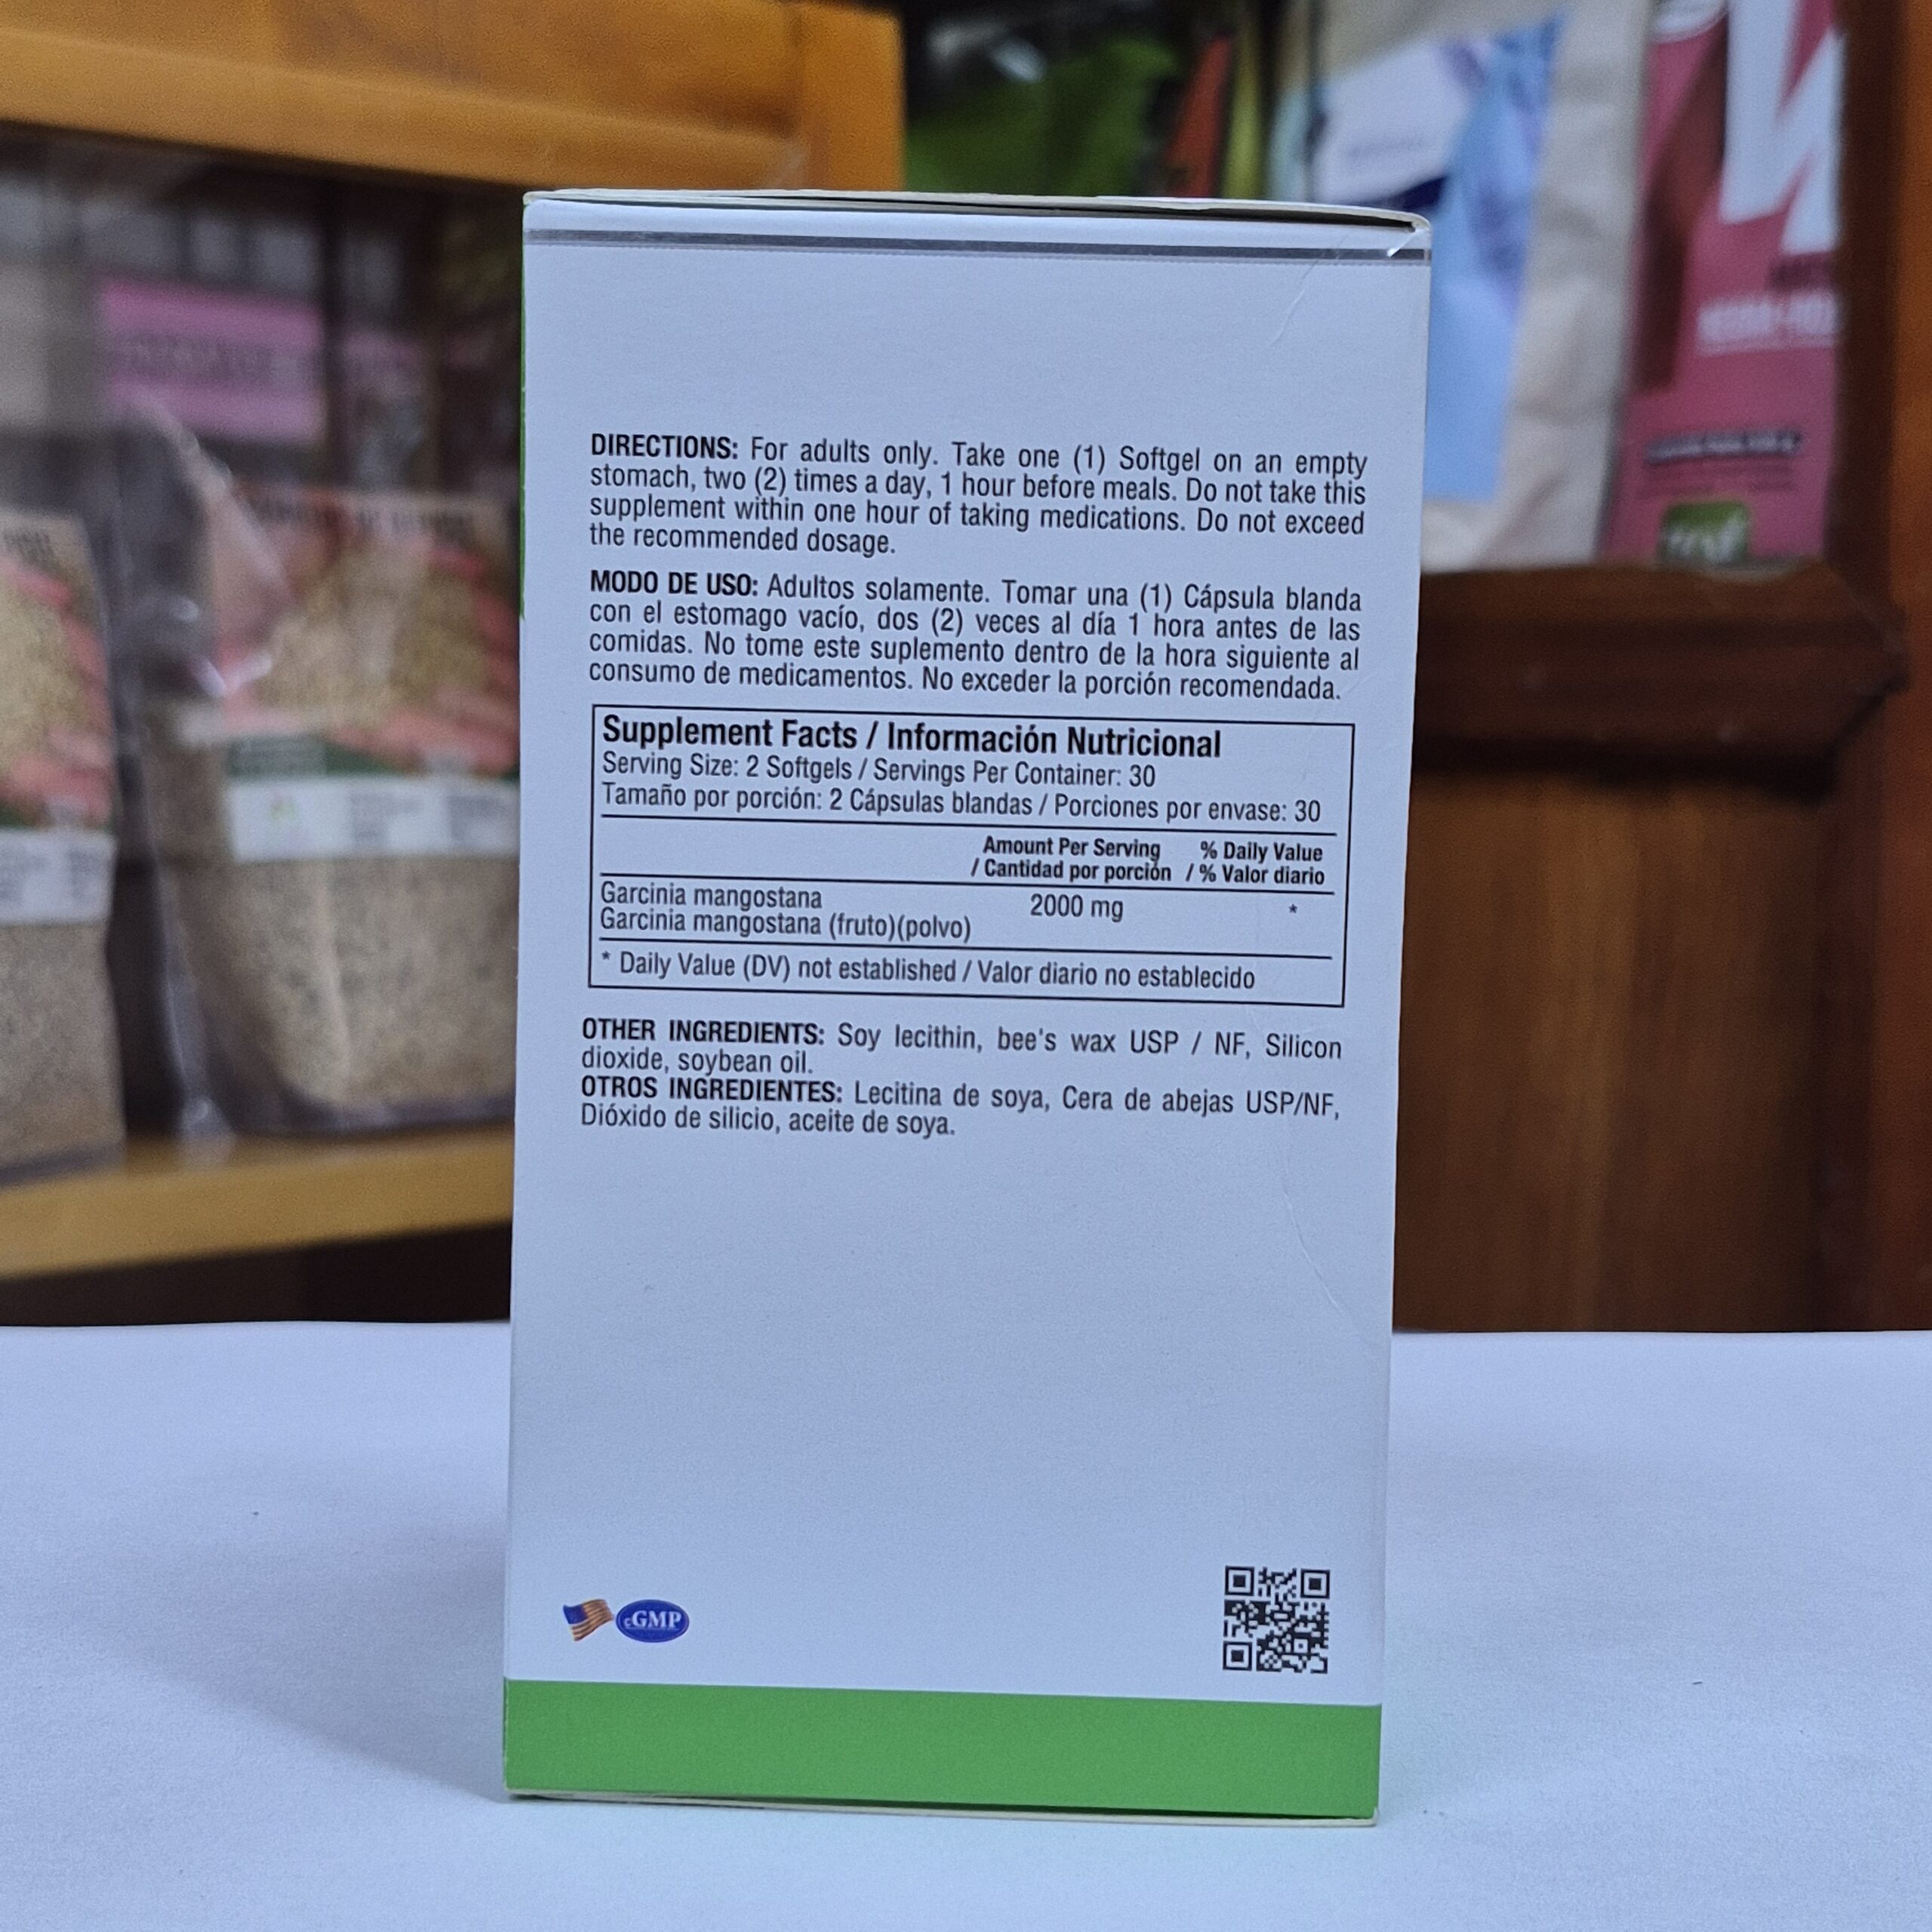 DIRECTIONS: For adults only. Take one (1) Softgel on an empty
stomach, two (2) times a day, 1 hour before meals. Do not take this
supplement within one hour of taking medications. Do not exceed
the recommended dosage.
MODO DE USO: Adultos solamente. Tomar una (1) Cápsula blanda
con el estomago vacío, dos (2) veces al día 1 hora antes de las
comidas. No tome este suplemento dentro de la hora siguiente al
consumo de medicamentos. No exceder la porción recomendada.
Supplement Facts / Información Nutricional
Serving Size: 2 Softgels / Servings Per Container: 30
Tamaño por porción: 2 Cápsulas blandas / Porciones por envase: 30
Amount Per Serving % Daily Value
/ Cantidad por porción / % Valor diario
Garcinia mangostana 2000 mg *
Garcinia mangostana (fruto)(polvo)
* Daily Value (DV) not established / Valor diario no establecido
OTHER INGREDIENTS: Soy lecithin, bee's wax USP / NF, Silicon
dioxide, soybean oil.
OTROS INGREDIENTES: Lecitina de soya, Cera de abejas USP/NF,
Dióxido de silicio, aceite de soya.
cGMP